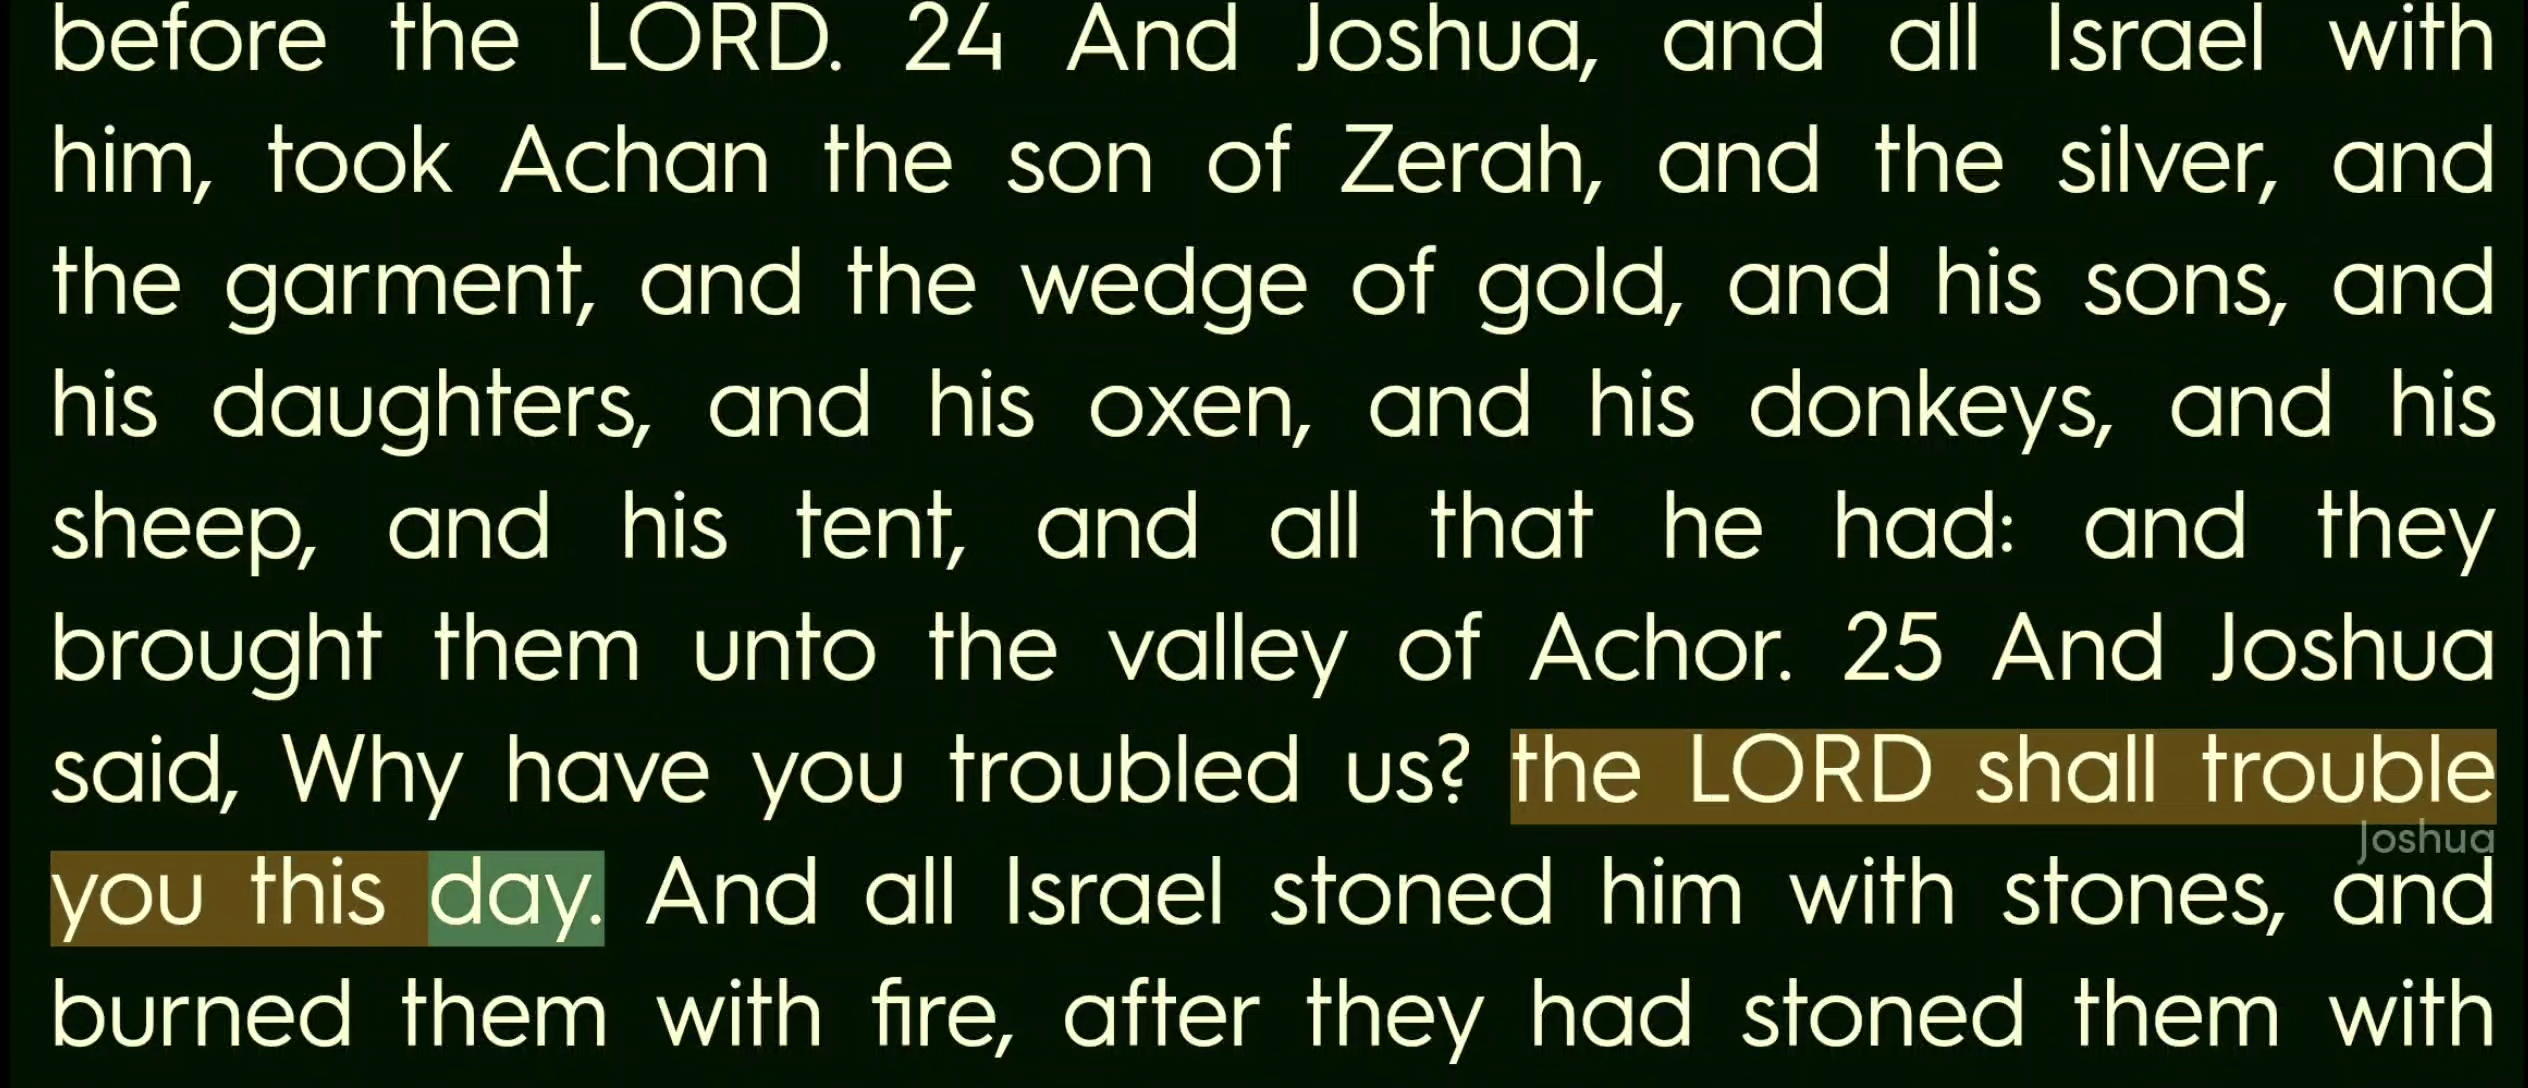 before the LORD. 24 And Joshua, and all Israel with
him, took Achan the son of Zerah, and the silver, and
the garment, and the wedge of gold, and his sons, and
his daughters, and his oxen, and his donkeys, and his
sheep, and his tent, and all that he had: and they
brought them unto the valley of Achor. 25 And Joshua
said, Why have you troubled us? the LORD shall trouble
Joshua
you this day. And all Israel stoned him with stones, and
burned them with fire, after they had stoned them with